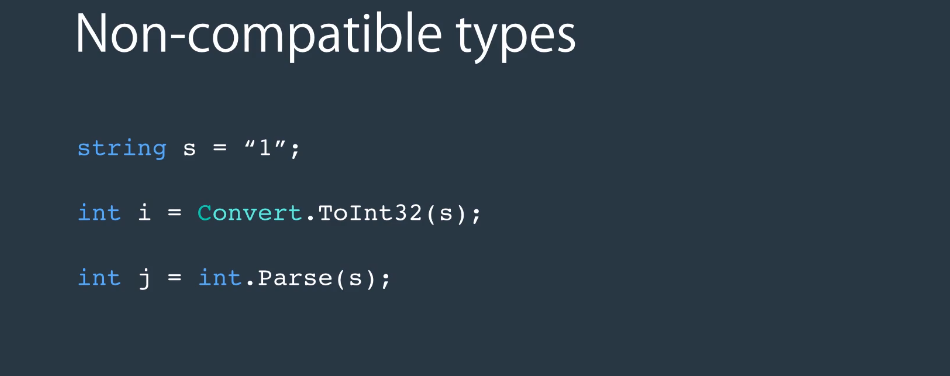 Non-compatible types
string s = “1”;
int i = Convert.ToInt32(s);
int j = int.Parse(s);